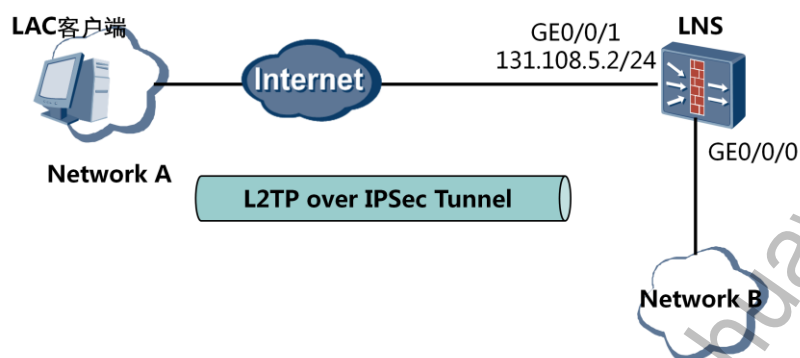 LAC客户端
Internet
GE0/0/1
131.108.5.2/24
LNS
GE0/0/0
Network A
L2TP over IPSec Tunnel
Network B